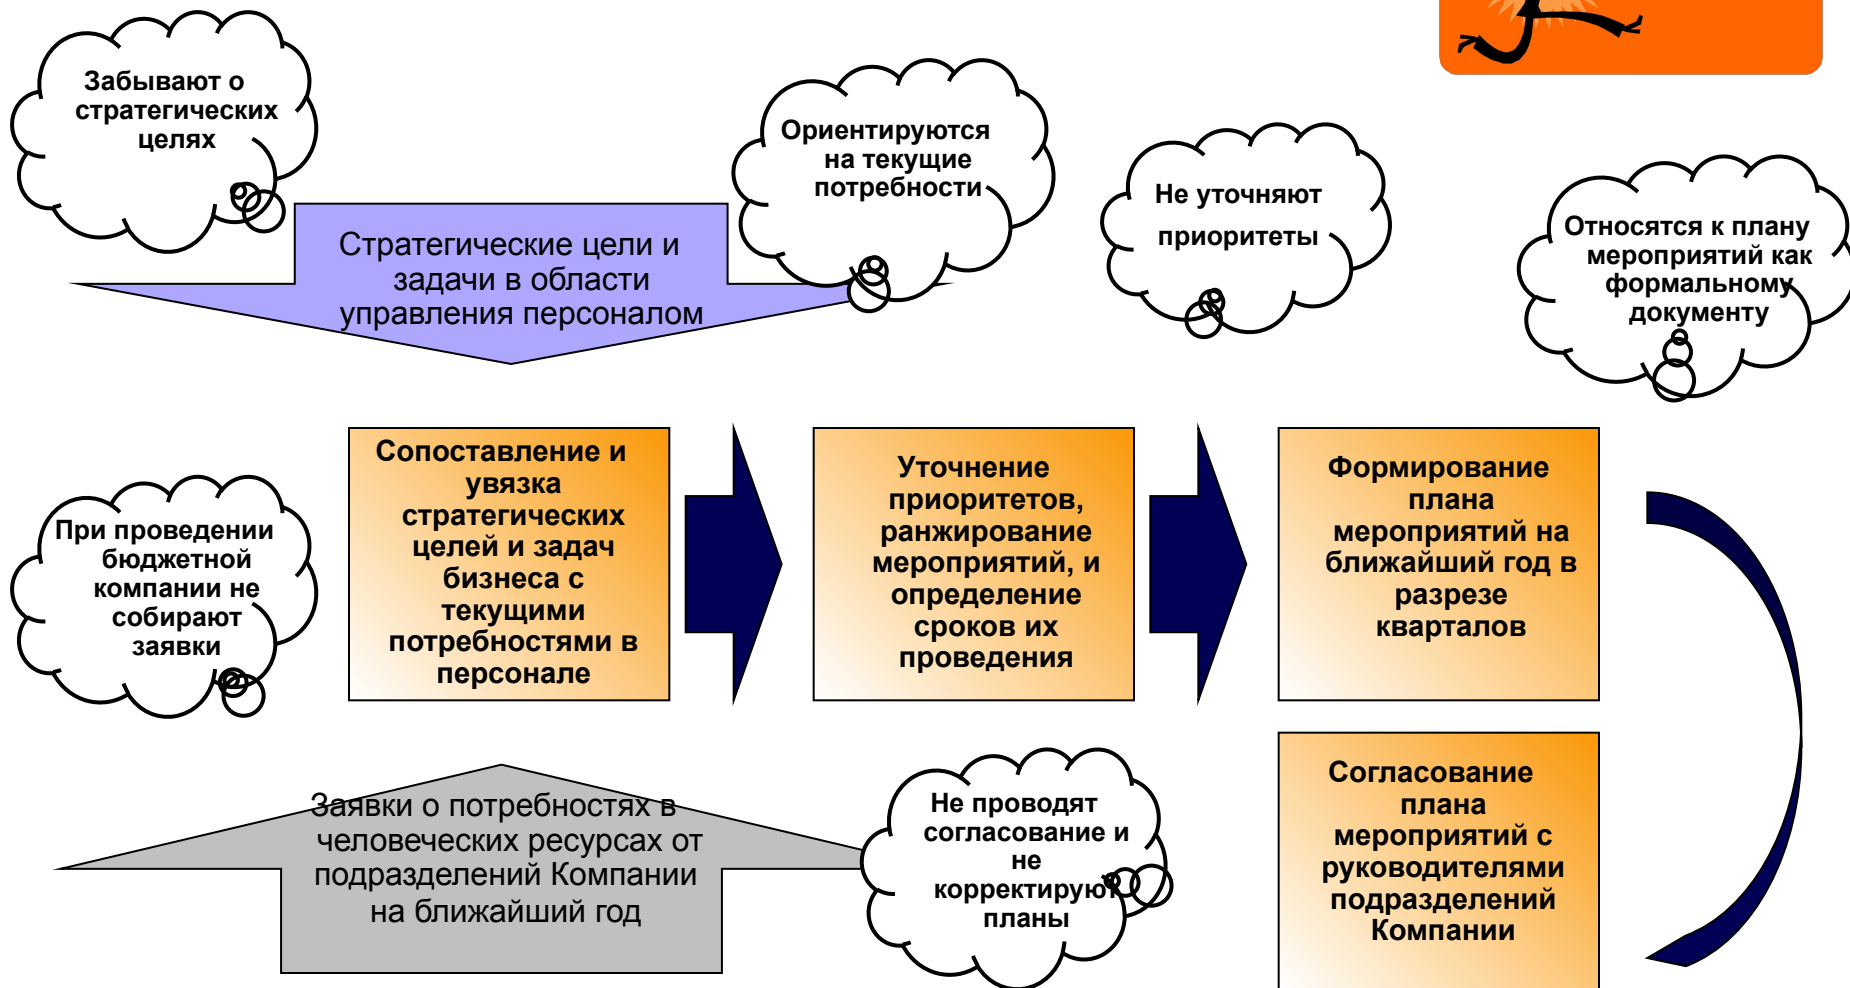 Забывают о
стратегических
целях
Ориентируются
на текущие
потребности
Не уточняют
приоритеты
Относятся к плану
мероприятий как
формальному
документу
Стратегические цели и
задачи в области
управления персоналом
При проведении
бюджетной
компании не
собирают
заявки
Сопоставление и
увязка
стратегических
целей и задач
бизнеса с
текущими
потребностями в
персонале
Уточнение
приоритетов,
ранжирование
мероприятий, и
определение
сроков их
проведения
Формирование
плана
мероприятий на
ближайший год в
разрезе
кварталов
Заявки о потребностях в
человеческих ресурсах от
подразделений Компании
на ближайший год
Не проводят
согласование и
не
корректируют
планы
Согласование
плана
мероприятий с
руководителями
подразделений
Компании